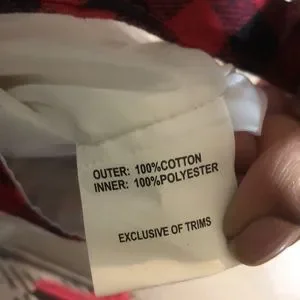 OUTER: 100%COTTON
INNER: 100%POLYESTER
EXCLUSIVE OF TRIMS